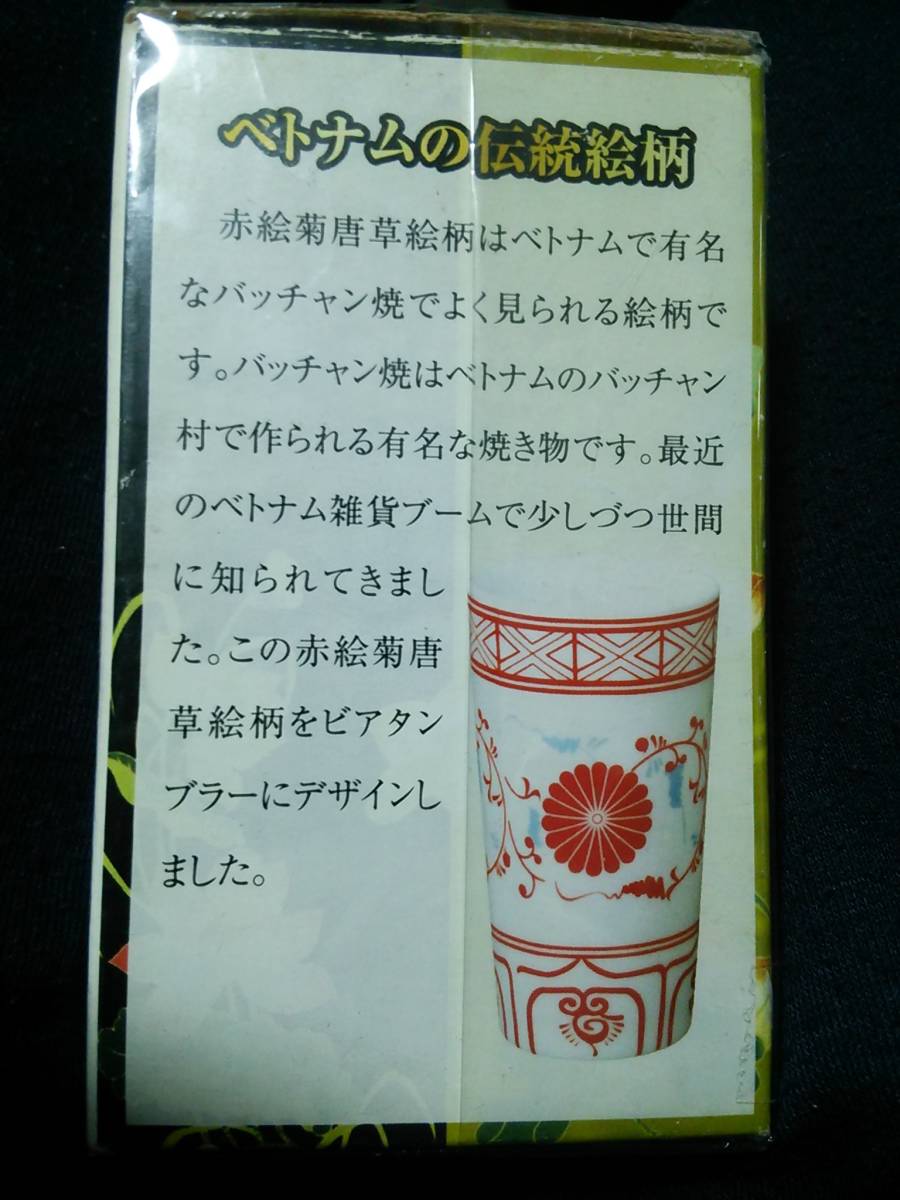 ベトナムの伝統絵柄
赤絵菊唐草絵柄はベトナムで有名
なバッチャン焼でよく見られる絵柄で
す。バッチャン焼はベトナムのバッチャン
村で作られる有名な焼き物です。最近
のベトナム雑貨ブームで少しづつ世間
に知られてきまし
た。この赤絵菊唐
草絵柄をビアタン
ブラーにデザインし
ました。